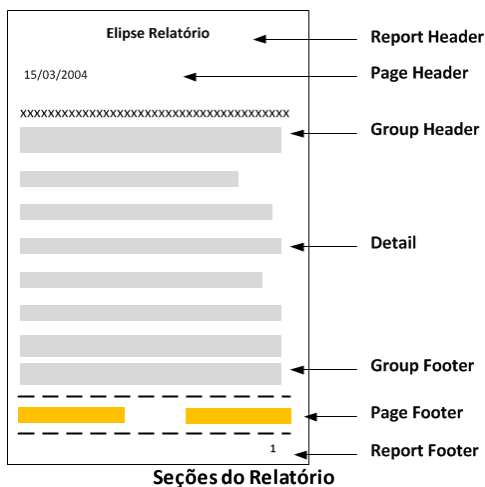 Elipse Relatório
Report Header
15/03/2004
Page Header
xxxxxxxxxxxxxxxxxxxxxxxxxxxxxxxxxxxxxxx
Group Header
Detail
Group Footer
Page Footer
1
Report Footer
Seções do Relatório